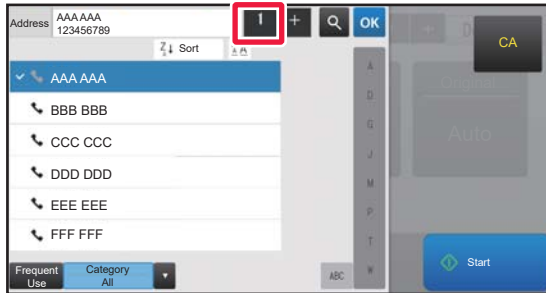 Address AAA AAA 1 + OK
123456789
CA
Z↓ Sort
A
AAA AAA
Original
D
BBB BBB
G
CCC CCC
Auto
J
DDD DDD
M
EEE EEE
P
FFF FFF
T
Start
Frequent Category
Use All
ABC
W